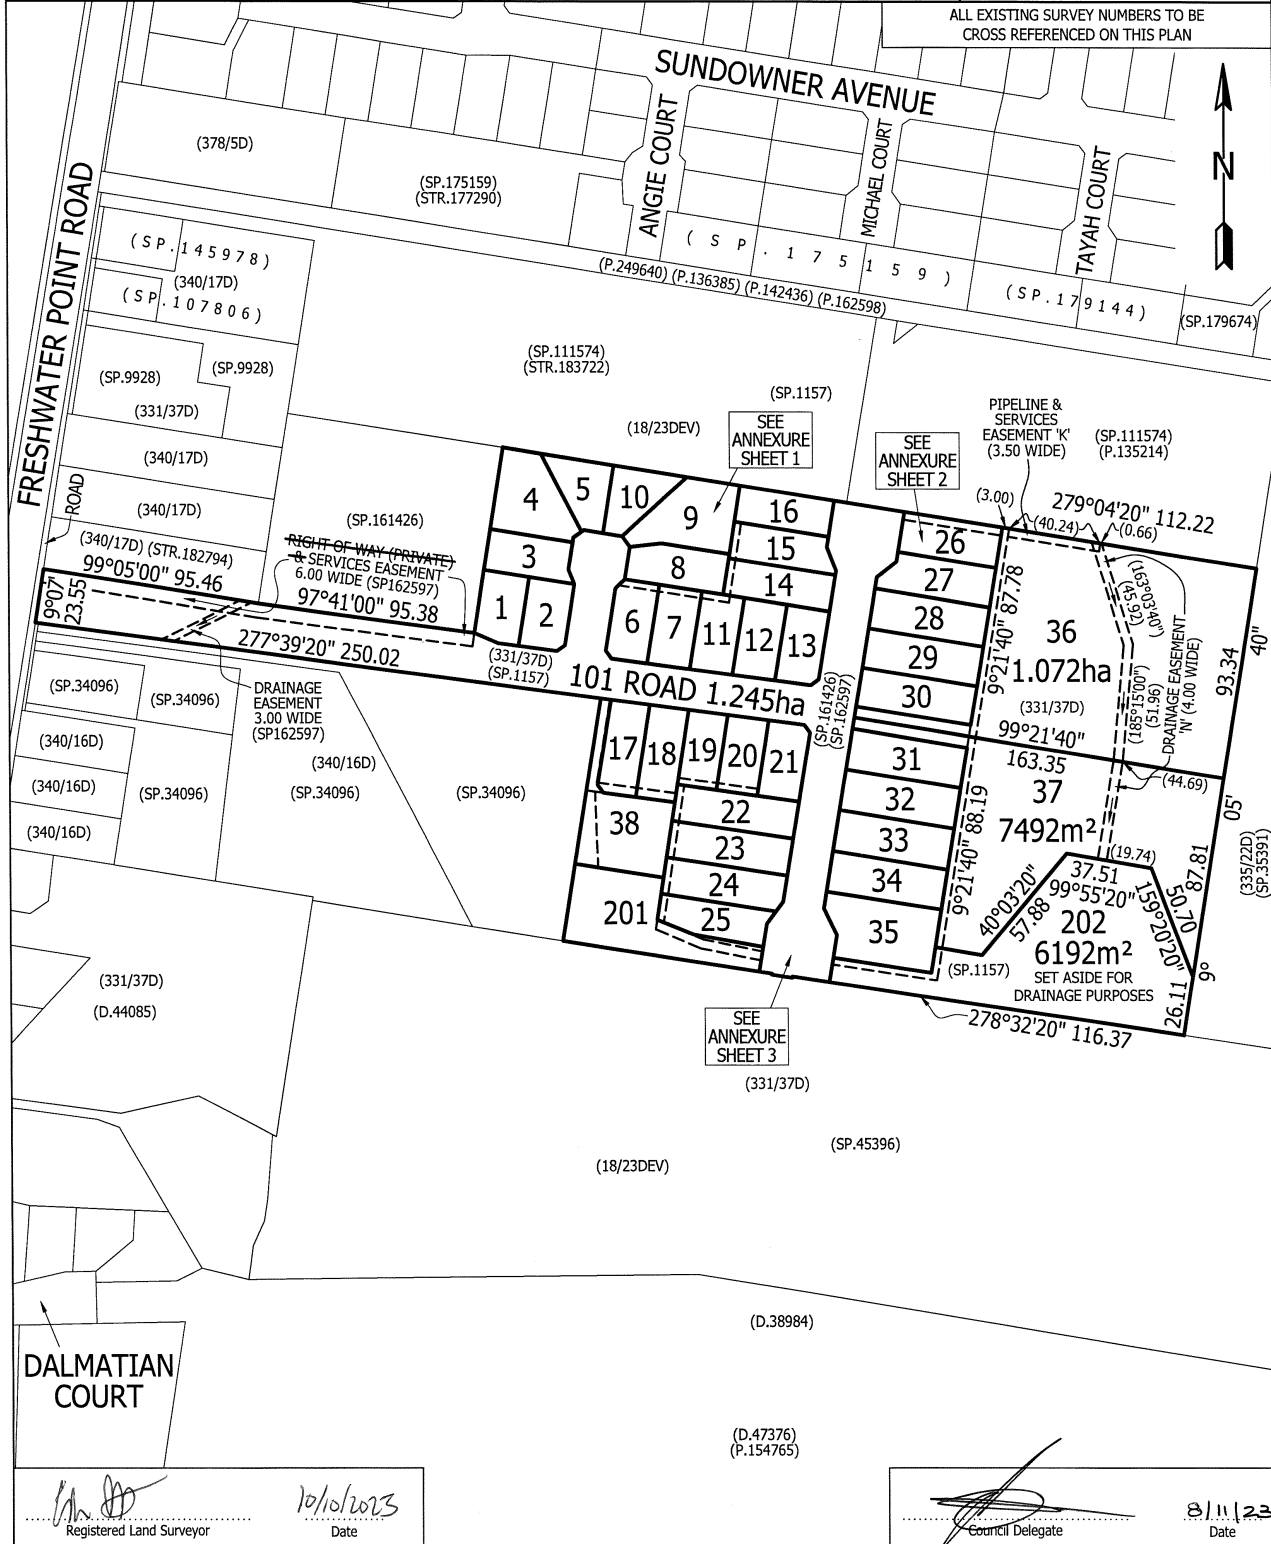 ALL EXISTING SURVEY NUMBERS TO BE
CROSS REFERENCED ON THIS PLAN
SUNDOWNER AVENUE
ANGIE COURT
MICHAEL COURT
TAYAH COURT
N
FRESHWATER POINT ROAD
(378/5D)
(SP.175159)
(STR.177290)
(SP.145978)
(340/17D)
(SP.107806)
(SP.175159)
(P.249640) (P.136385) (P.142436) (P.162598)
(SP.179144)
(SP.179674)
(SP.9928)
(SP.9928)
(331/37D)
(SP.111574)
(STR.183722)
(SP.1157)
(18/23DEV)
SEE
ANNEXURE
SHEET 1
SEE
ANNEXURE
SHEET 2
PIPELINE &
SERVICES
EASEMENT 'K'
(3.50 WIDE)
(SP.111574)
(P.135214)
(340/17D)
ROAD
(340/17D)
(SP.161426)
(340/17D) (STR.182794)
RIGHT OF WAY (PRIVATE)
& SERVICES EASEMENT
6.00 WIDE (SP162597)
99°05'00" 95.46
97°41'00" 95.38
9°07'
23.55
277°39'20" 250.02
DRAINAGE
EASEMENT
3.00 WIDE
(SP162597)
(331/37D)
(SP.1157)
101 ROAD 1.245ha
(SP.161426)
(SP.162597)
4
5
10
9
16
3
8
15
14
1
2
6
7
11
12
13
26
27
28
29
30
(3.00)
279°04'20" 112.22
(40.24)
(0.66)
9°21'40" 87.78
(163°03'40")
(45.92)
36
1.072ha
(331/37D)
(185°15'00")
(51.96)
DRAINAGE EASEMENT
'N' (4.00 WIDE)
93.34
40"
99°21'40"
163.35
(44.69)
17
18
19
20
21
22
23
24
25
38
201
31
32
33
34
35
9°21'40" 88.19
37
7492m²
(19.74)
37.51
99°55'20"
40°03'20"
57.88
159°20'20"
50.70
87.81
05'
(335/22D)
(SP.35391)
202
6192m²
SET ASIDE FOR
DRAINAGE PURPOSES
(SP.1157)
26.11
9°
278°32'20" 116.37
(SP.34096)
(SP.34096)
(340/16D)
(340/16D)
(340/16D)
(SP.34096)
(340/16D)
(SP.34096)
(SP.34096)
SEE
ANNEXURE
SHEET 3
(331/37D)
(331/37D)
(D.44085)
(SP.45396)
(18/23DEV)
(D.38984)
DALMATIAN
COURT
(D.47376)
(P.154765)
10/10/2023
Registered Land Surveyor
Date
8/11/23
Council Delegate
Date